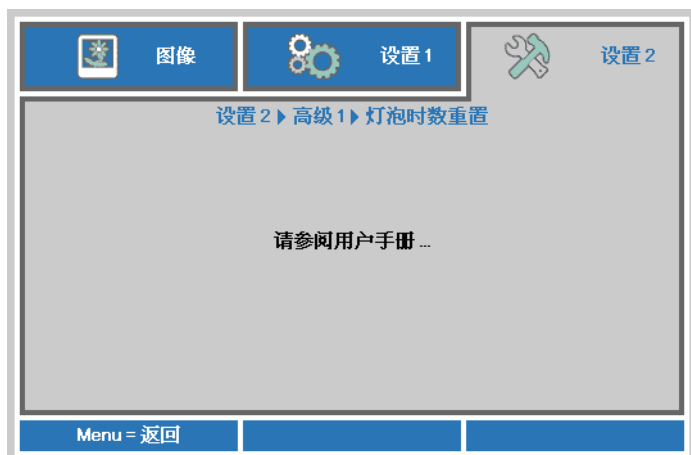 图像 设置 1 设置 2
设置 2 ▶ 高级 1 ▶ 灯泡时数重置
请参阅用户手册 ...
Menu = 返回